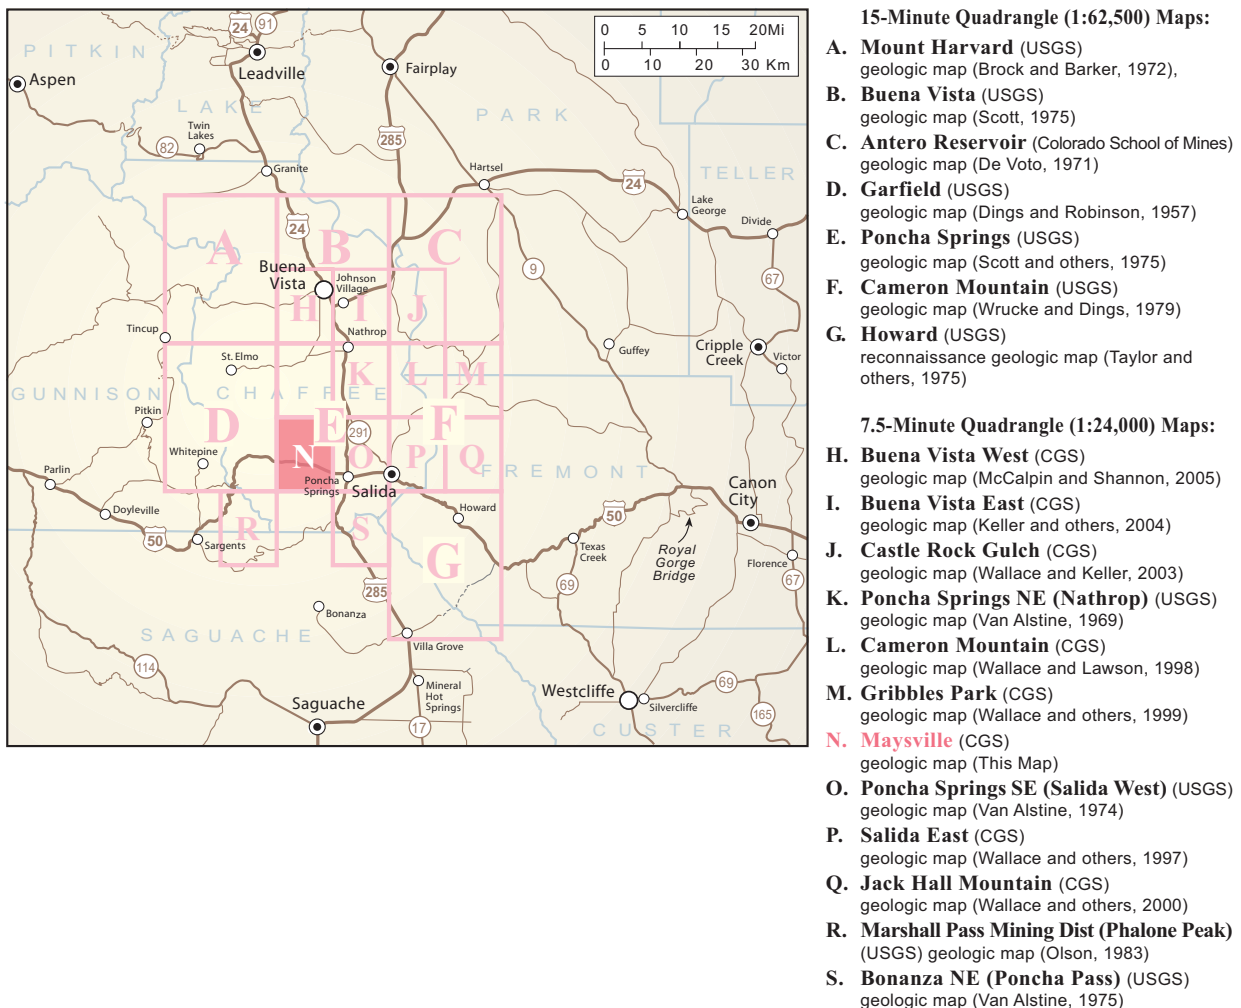 24
91
PITKIN
Aspen
Leadville
Fairplay
0 5 10 15 20Mi
0 10 20 30 Km
LAKE
PARK
Twin
Lakes
82
285
Granite
Hartsel
24
TELLER
Lake
George
Divide
24
A
B
C
Buena
Vista
Johnson
Village
9
67
H
I
J
Tincup
Nathrop
Guffey
Cripple
Creek
Victor
St. Elmo
K
L
M
GUNNISON
CHAFFEE
Pitkin
D
E
F
291
Whitepine
N
O
P
Q
FREMONT
Parlin
Poncha
Springs
Salida
Canon
City
Doyleville
Howard
50
50
R
S
Sargents
Texas
Creek
Royal
Gorge
Bridge
Florence
G
69
67
285
Bonanza
SAGUACHE
Villa Grove
114
Mineral
Hot
Springs
Westcliffe
69
Silvercliffe
Saguache
17
165
CUSTER
15-Minute Quadrangle (1:62,500) Maps:
A. Mount Harvard (USGS)
geologic map (Brock and Barker, 1972),
B. Buena Vista (USGS)
geologic map (Scott, 1975)
C. Antero Reservoir (Colorado School of Mines)
geologic map (De Voto, 1971)
D. Garfield (USGS)
geologic map (Dings and Robinson, 1957)
E. Poncha Springs (USGS)
geologic map (Scott and others, 1975)
F. Cameron Mountain (USGS)
geologic map (Wrucke and Dings, 1979)
G. Howard (USGS)
reconnaissance geologic map (Taylor and
others, 1975)
7.5-Minute Quadrangle (1:24,000) Maps:
H. Buena Vista West (CGS)
geologic map (McCalpin and Shannon, 2005)
I. Buena Vista East (CGS)
geologic map (Keller and others, 2004)
J. Castle Rock Gulch (CGS)
geologic map (Wallace and Keller, 2003)
K. Poncha Springs NE (Nathrop) (USGS)
geologic map (Van Alstine, 1969)
L. Cameron Mountain (CGS)
geologic map (Wallace and Lawson, 1998)
M. Gribbles Park (CGS)
geologic map (Wallace and others, 1999)
N. Maysville (CGS)
geologic map (This Map)
O. Poncha Springs SE (Salida West) (USGS)
geologic map (Van Alstine, 1974)
P. Salida East (CGS)
geologic map (Wallace and others, 1997)
Q. Jack Hall Mountain (CGS)
geologic map (Wallace and others, 2000)
R. Marshall Pass Mining Dist (Phalone Peak)
(USGS) geologic map (Olson, 1983)
S. Bonanza NE (Poncha Pass) (USGS)
geologic map (Van Alstine, 1975)